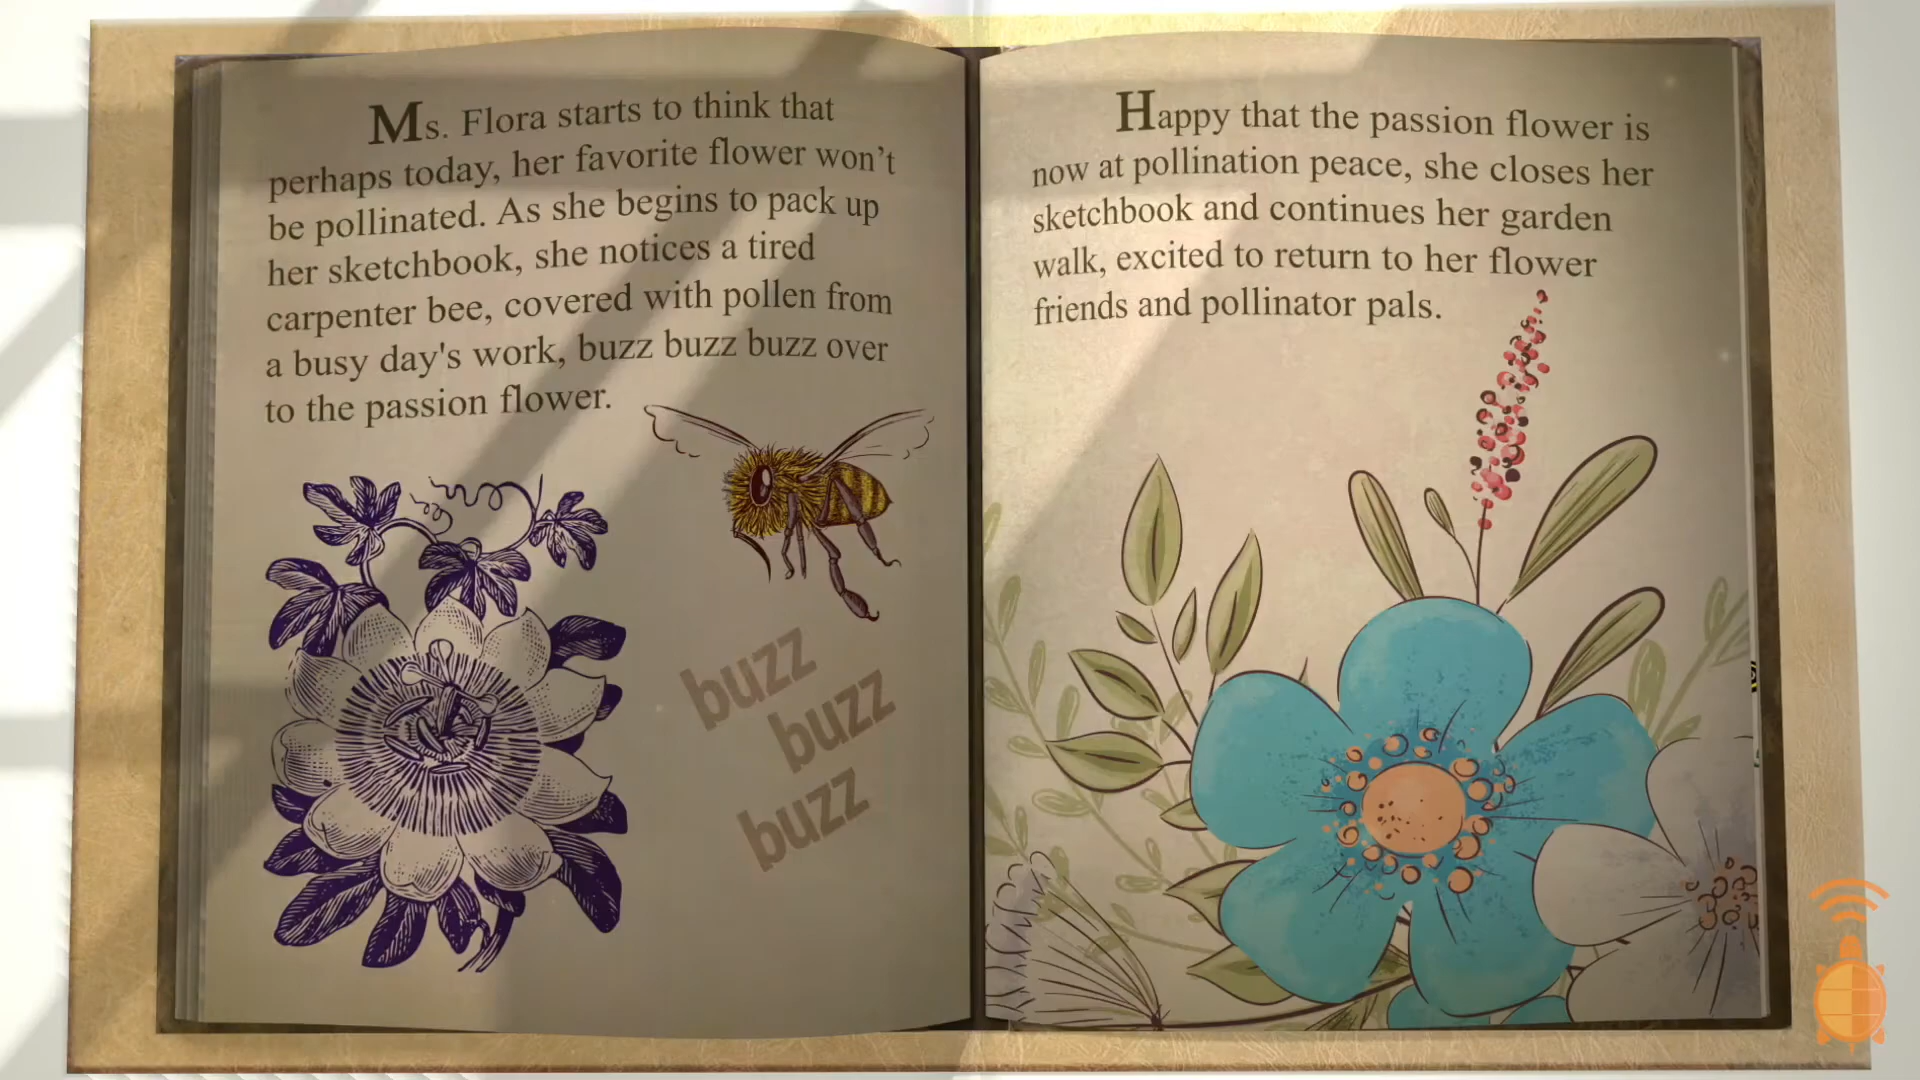 Ms. Flora starts to think that
perhaps today, her favorite flower won't
be pollinated. As she begins to pack up
her sketchbook, she notices a tired
carpenter bee, covered with pollen from
a busy day's work, buzz buzz buzz over
to the passion flower.
buzz
buzz
buzz
Happy that the passion flower is
now at pollination peace, she closes her
sketchbook and continues her garden
walk, excited to return to her flower
friends and pollinator pals.